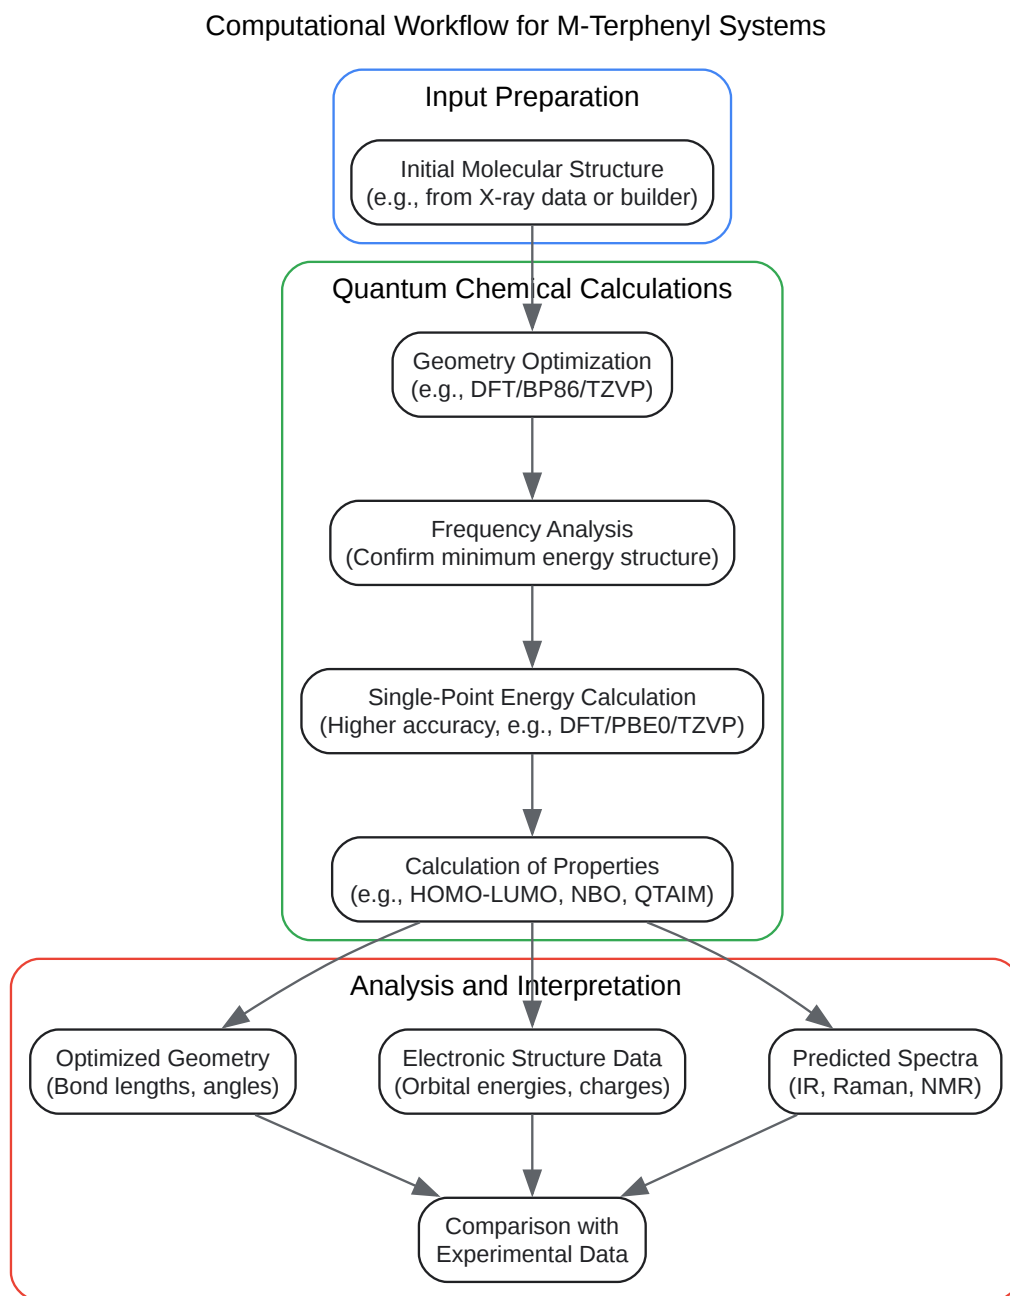 Computational Workflow for M-Terphenyl Systems
Input Preparation
Initial Molecular Structure
(e.g., from X-ray data or builder)
Quantum Chemical Calculations
Geometry Optimization
(e.g., DFT/BP86/TZVP)
Frequency Analysis
(Confirm minimum energy structure)
Single-Point Energy Calculation
(Higher accuracy, e.g., DFT/PBE0/TZVP)
Calculation of Properties
(e.g., HOMO-LUMO, NBO, QTAIM)
Analysis and Interpretation
Optimized Geometry
(Bond lengths, angles)
Electronic Structure Data
(Orbital energies, charges)
Predicted Spectra
(IR, Raman, NMR)
Comparison with
Experimental Data